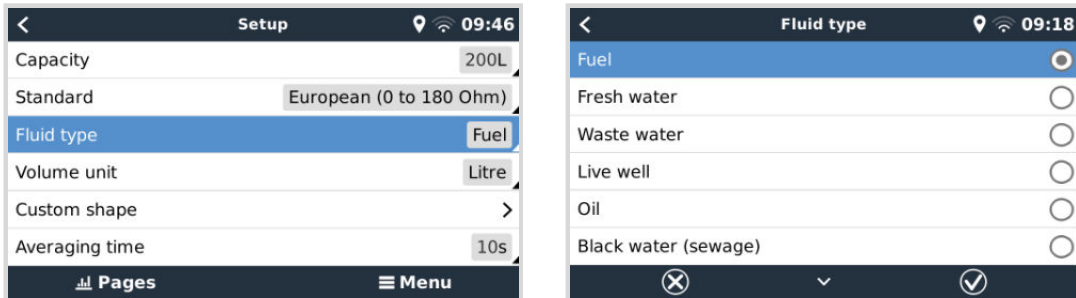 Setup 09:46
Capacity 200L
Standard European (0 to 180 Ohm)
Fluid type Fuel
Volume unit Litre
Custom shape
Averaging time 10s
Pages Menu
Fluid type 09:18
Fuel
Fresh water
Waste water
Live well
Oil
Black water (sewage)